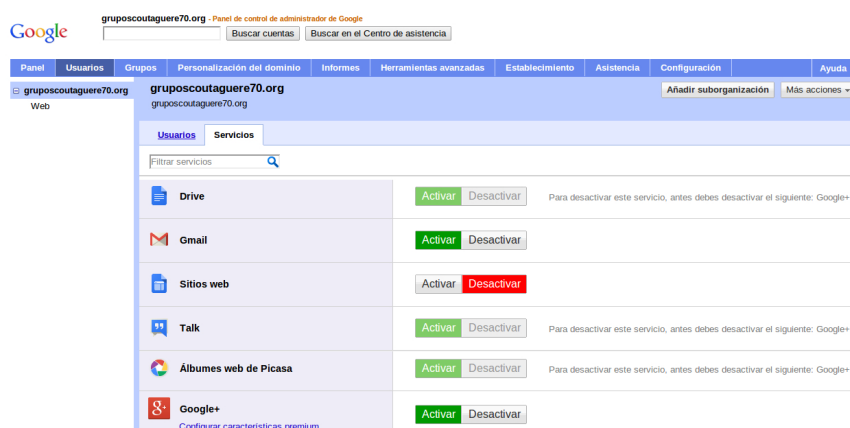 Google
gruposcoutaguere70.org - Panel de control de administrador de Google
Buscar cuentas Buscar en el Centro de asistencia
Panel Usuarios Grupos Personalización del dominio Informes Herramientas avanzadas Establecimiento Asistencia Configuración Ayuda
gruposcoutaguere70.org
Web
gruposcoutaguere70.org Añadir suborganización Más acciones
gruposcoutaguere70.org
Usuarios Servicios
Filtrar servicios
Drive Activar Desactivar Para desactivar este servicio, antes debes desactivar el siguiente: Google+
Gmail Activar Desactivar
Sitios web Activar Desactivar
Talk Activar Desactivar Para desactivar este servicio, antes debes desactivar el siguiente: Google+
Álbumes web de Picasa Activar Desactivar Para desactivar este servicio, antes debes desactivar el siguiente: Google+
Google+ Activar Desactivar
Configurar características premium